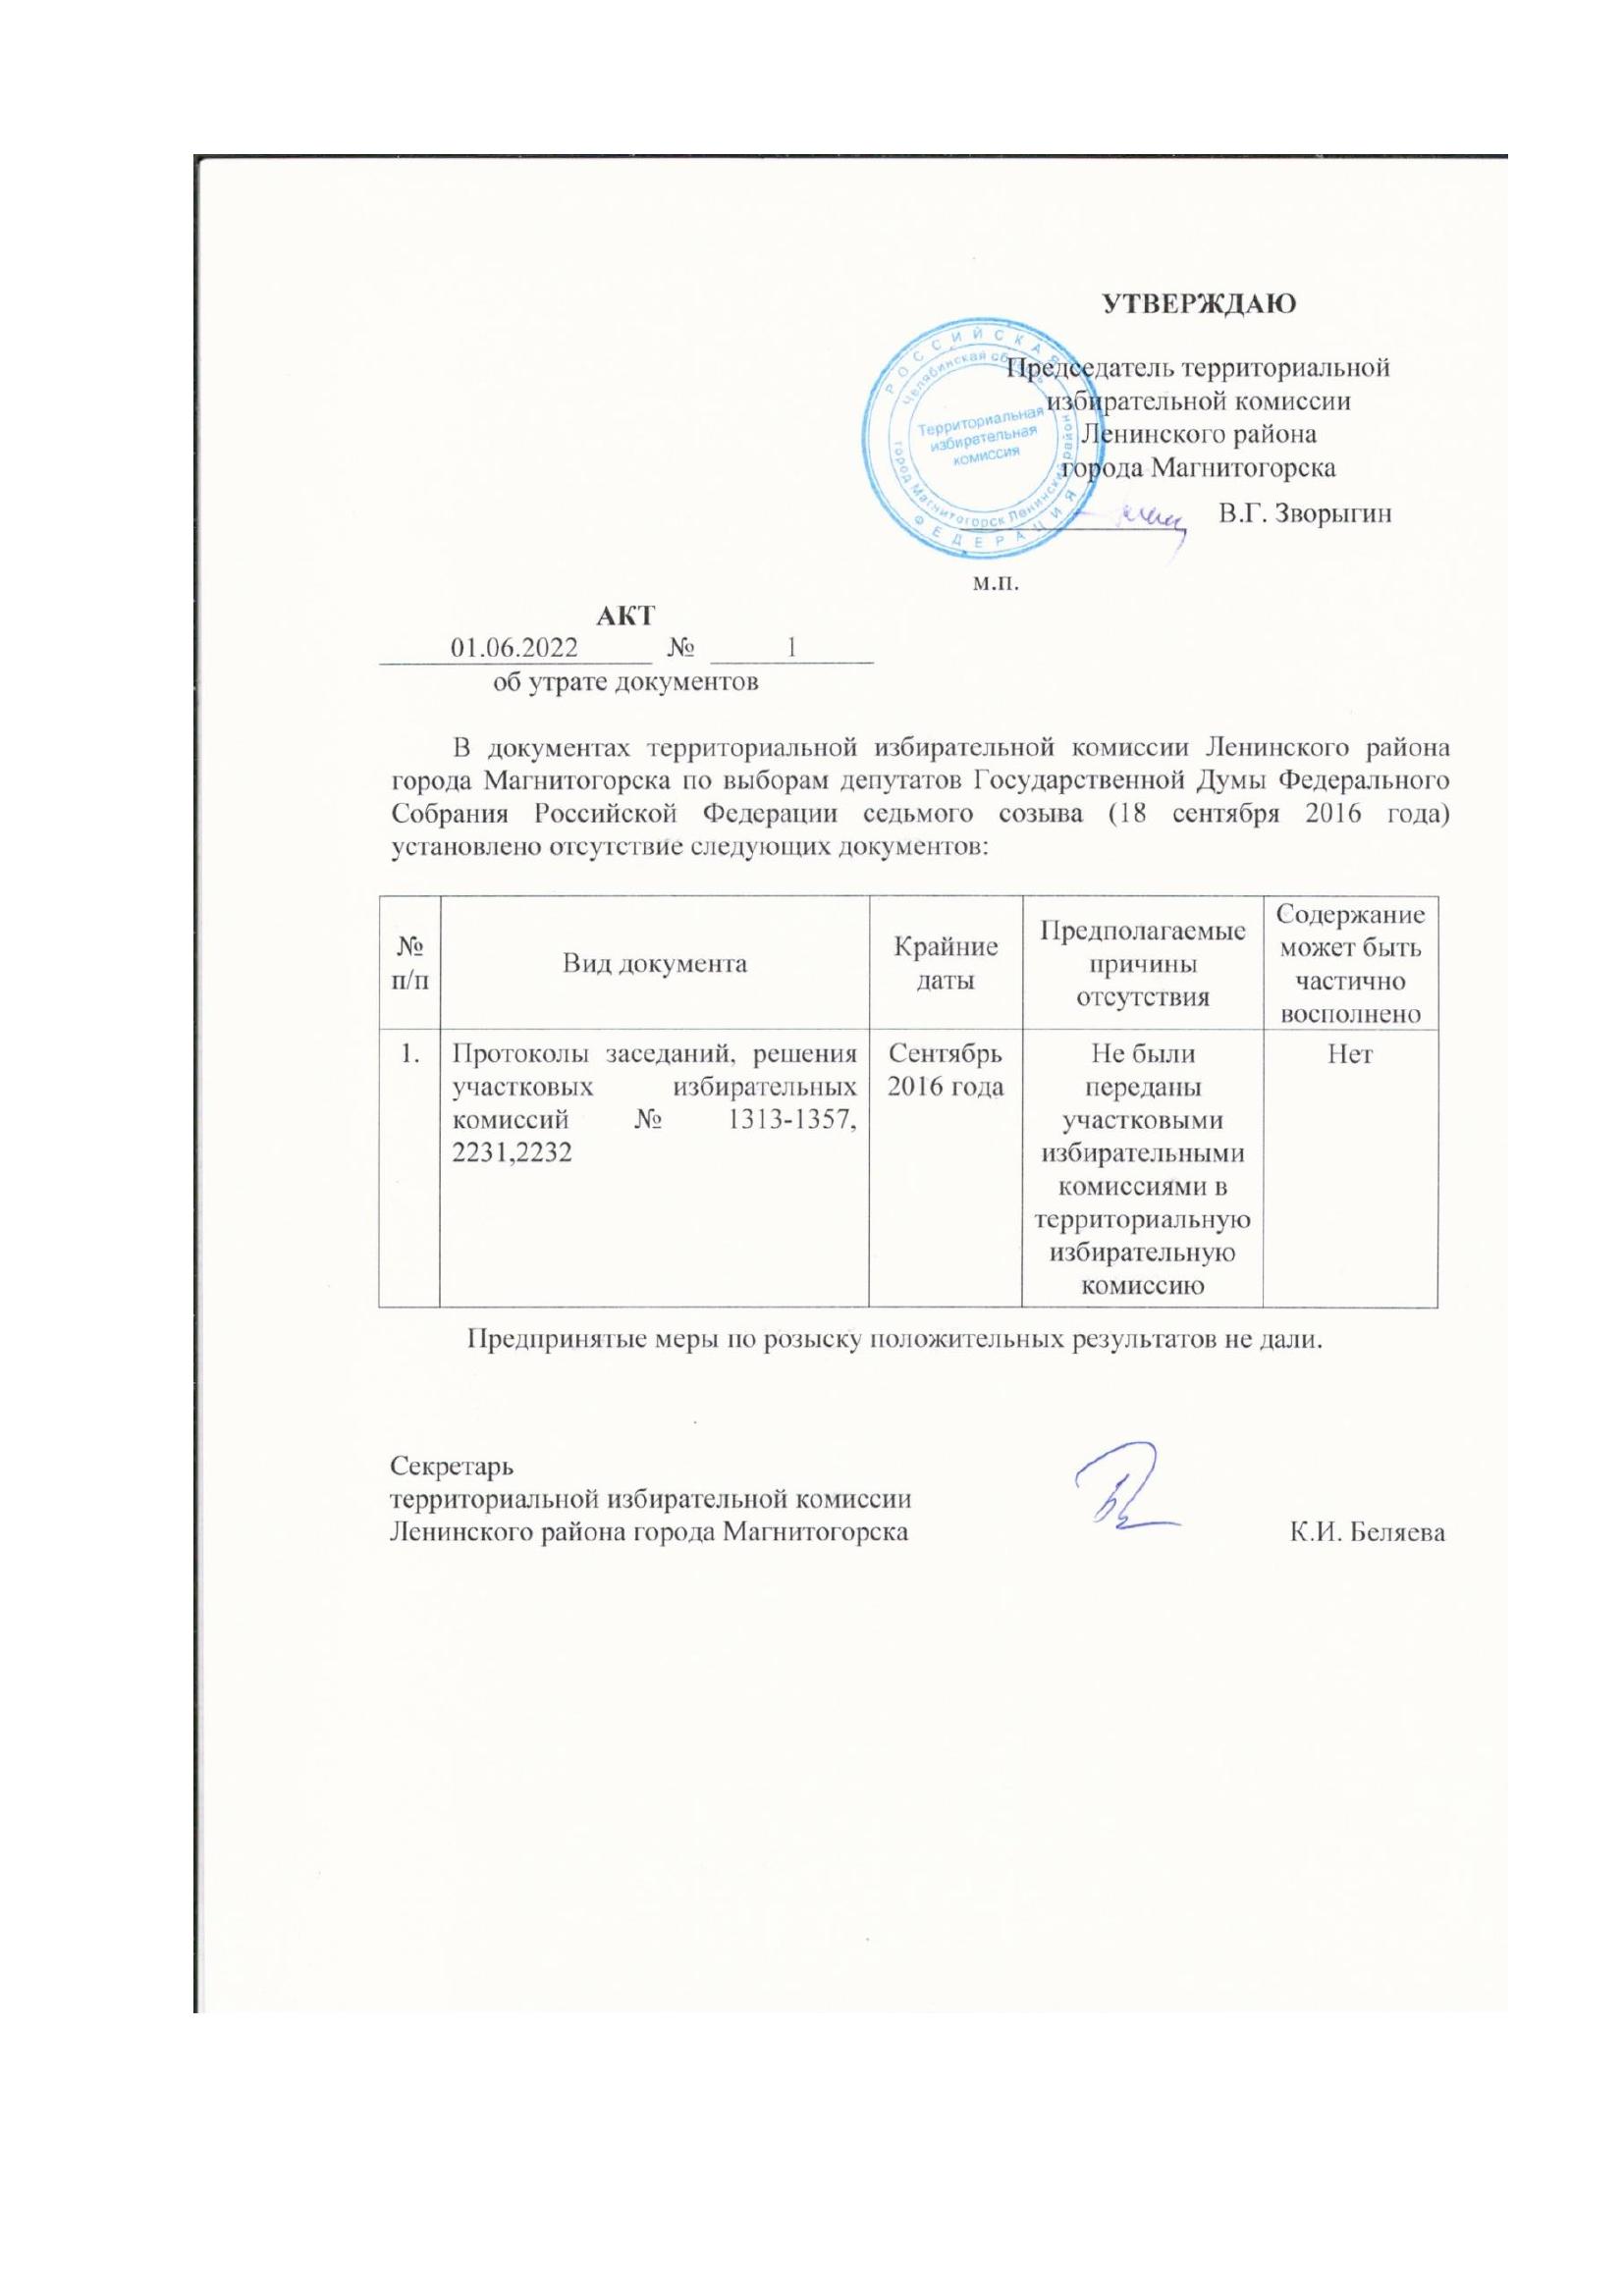 УТВЕРЖДАЮ
Председатель территориальной
избирательной комиссии
Ленинского района
города Магнитогорска
В.Г. Зворыгин
РОССИЙСКАЯ ФЕДЕРАЦИЯ
Челябинская область
город Магнитогорск Ленинский район
Территориальная
избирательная
комиссия
м.п.
АКТ
01.06.2022 № 1
об утрате документов
В документах территориальной избирательной комиссии Ленинского района
города Магнитогорска по выборам депутатов Государственной Думы Федерального
Собрания Российской Федерации седьмого созыва (18 сентября 2016 года)
установлено отсутствие следующих документов:
№
п/п
Вид документа
Крайние
даты
Предполагаемые
причины
отсутствия
Содержание
может быть
частично
восполнено
1.
Протоколы заседаний, решения
участковых избирательных
комиссий № 1313-1357,
2231,2232
Сентябрь
2016 года
Не были
переданы
участковыми
избирательными
комиссиями в
территориальную
избирательную
комиссию
Нет
Предпринятые меры по розыску положительных результатов не дали.
Секретарь
территориальной избирательной комиссии
Ленинского района города Магнитогорска
К.И. Беляева